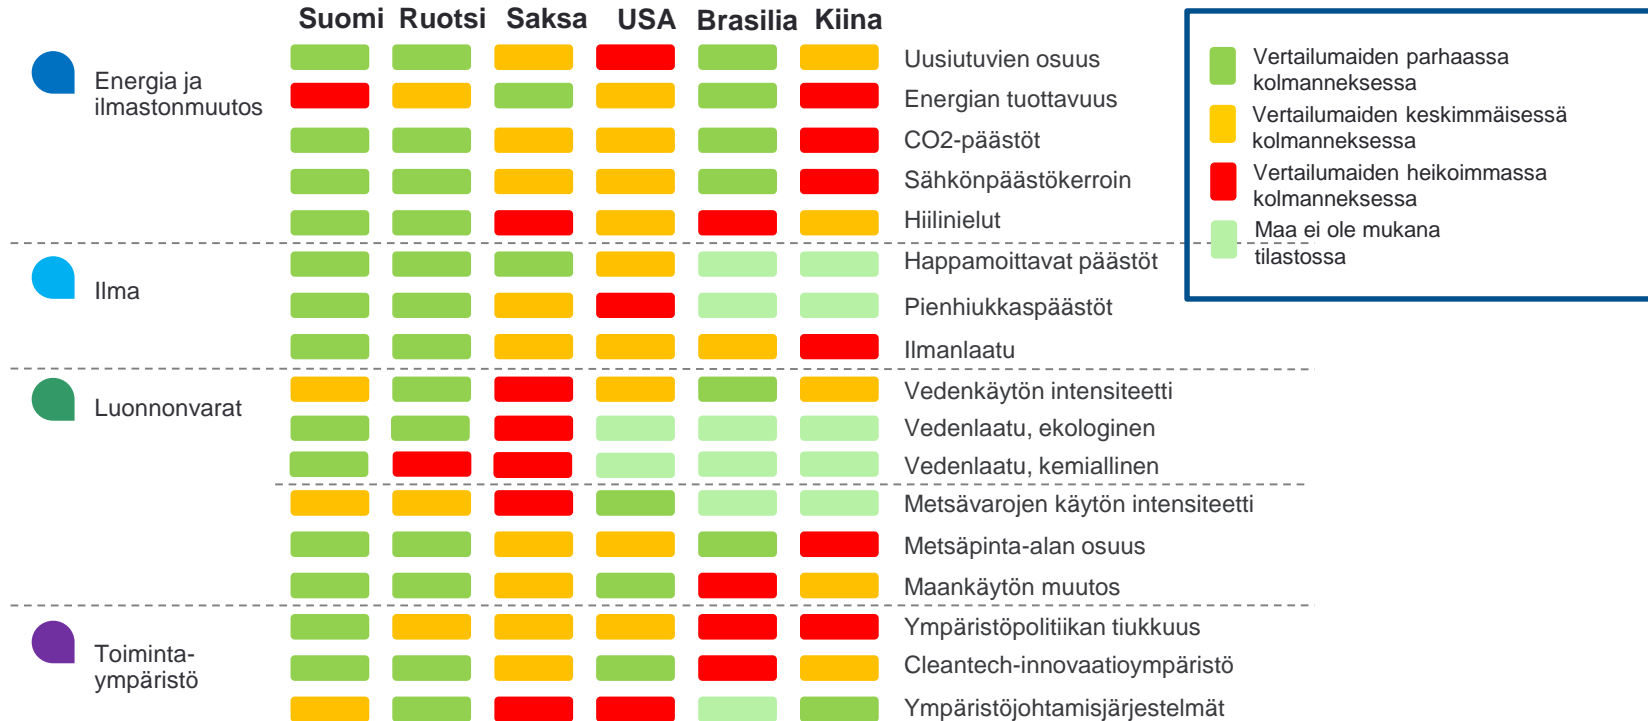 Suomi Ruotsi Saksa USA Brasilia Kiina
Energia ja
ilmastonmuutos
Uusiutuvien osuus
Energian tuottavuus
CO2-päästöt
Sähkönpäästökerroin
Hiilinielut
Ilma
Happamoittavat päästöt
Pienhiukkaspäästöt
Ilmanlaatu
Luonnonvarat
Vedenkäytön intensiteetti
Vedenlaatu, ekologinen
Vedenlaatu, kemiallinen
Metsävarojen käytön intensiteetti
Metsäpinta-alan osuus
Maankäytön muutos
Toiminta-
ympäristö
Ympäristöpolitiikan tiukkuus
Cleantech-innovaatioympäristö
Ympäristöjohtamisjärjestelmät
Vertailumaiden parhaassa
kolmanneksessa
Vertailumaiden keskimmäisessä
kolmanneksessa
Vertailumaiden heikoimmassa
kolmanneksessa
Maa ei ole mukana
tilastossa